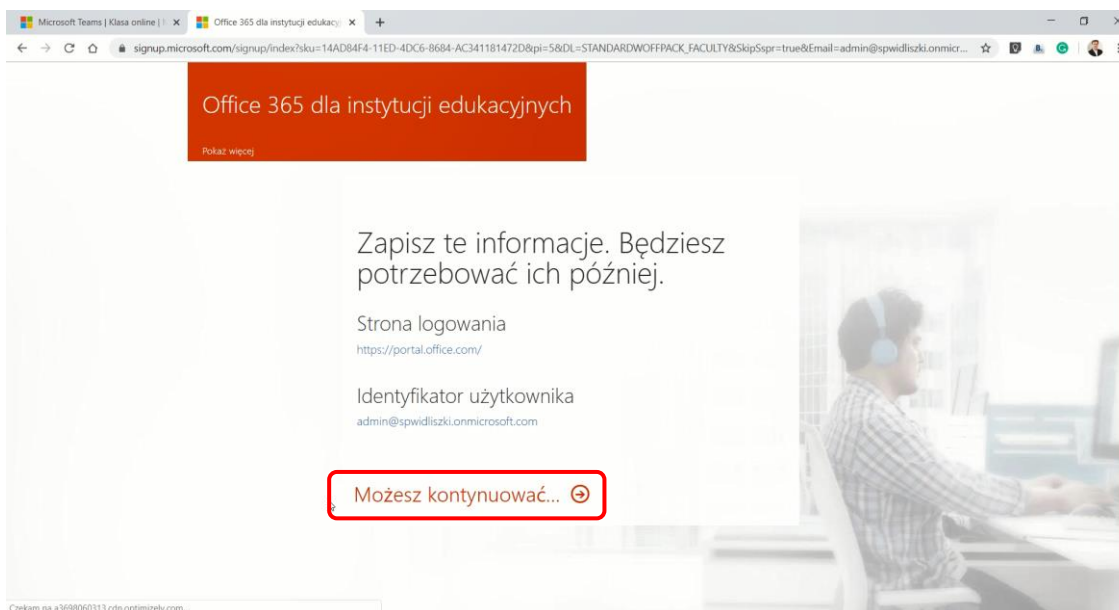 Microsoft Teams | Klasa online |
Office 365 dla instytucji edukacyj
signup.microsoft.com/signup/index?sku=14AD84F4-11ED-4DC6-8684-AC341181472D&pi=5&DL=STANDARDWOFFPACK_FACULTY&SkipSspr=true&Email=admin@spwidliszki.onmicr...
Office 365 dla instytucji edukacyjnych
Pokaż więcej
Zapisz te informacje. Będziesz
potrzebować ich później.
Strona logowania
https://portal.office.com/
Identyfikator użytkownika
admin@spwidliszki.onmicrosoft.com
Możesz kontynuować...
Czekam na a3698060313.cdn.optimizely.com...